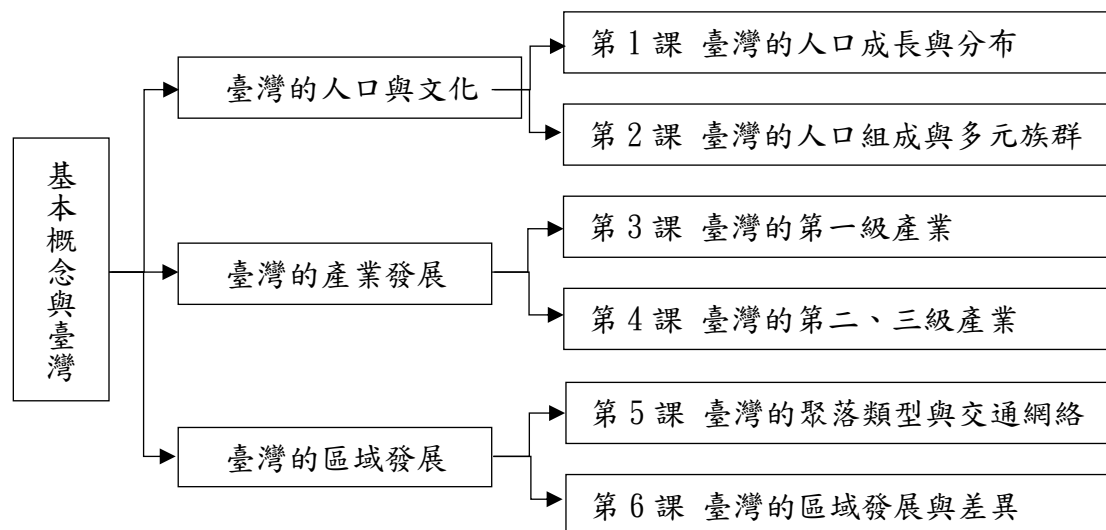 基本概念與臺灣
臺灣的人口與文化
第1課 臺灣的人口成長與分布
第2課 臺灣的人口組成與多元族群
臺灣的產業發展
第3課 臺灣的第一級產業
第4課 臺灣的第二、三級產業
臺灣的區域發展
第5課 臺灣的聚落類型與交通網絡
第6課 臺灣的區域發展與差異